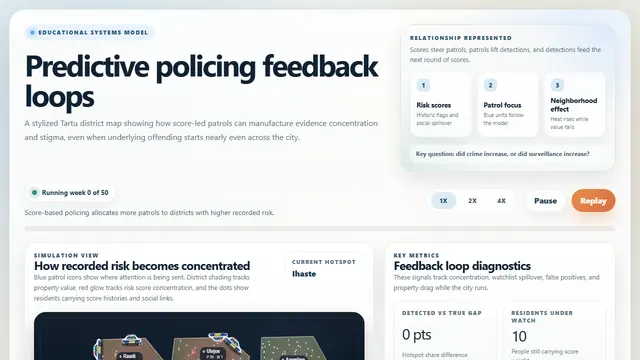 EDUCATIONAL SYSTEMS MODEL
Predictive policing feedback
loops
A stylized Tartu district map showing how score-led patrols can manufacture evidence concentration
and stigma, even when underlying offending starts nearly even across the city.
RELATIONSHIP REPRESENTED
Scores steer patrols, patrols lift detections, and detections feed the
next round of scores.
1
Risk scores
Historic flags and
social spillover
2
Patrol focus
Blue units follow
the model
3
Neighborhood
effect
Heat rises while
value falls
Key question: did crime increase, or did surveillance increase?
Running week 0 of 50
Score-based policing allocates more patrols to districts with higher recorded risk.
1X
2X
4X
Pause
Replay
SIMULATION VIEW
How recorded risk becomes concentrated
Blue patrol icons show where attention is being sent. District shading tracks
property value; red glow tracks risk score concentration, and the dots show
residents carrying score histories and social links.
CURRENT HOTSPOT
Ihaste
Raadi
Ülejõe
KEY METRICS
Feedback loop diagnostics
These signals track concentration, watchlist spillover, false positives, and
property drag while the city runs.
DETECTED VS TRUE GAP
0 pts
Hotspot share difference
RESIDENTS UNDER
WATCH
10
People still carrying score